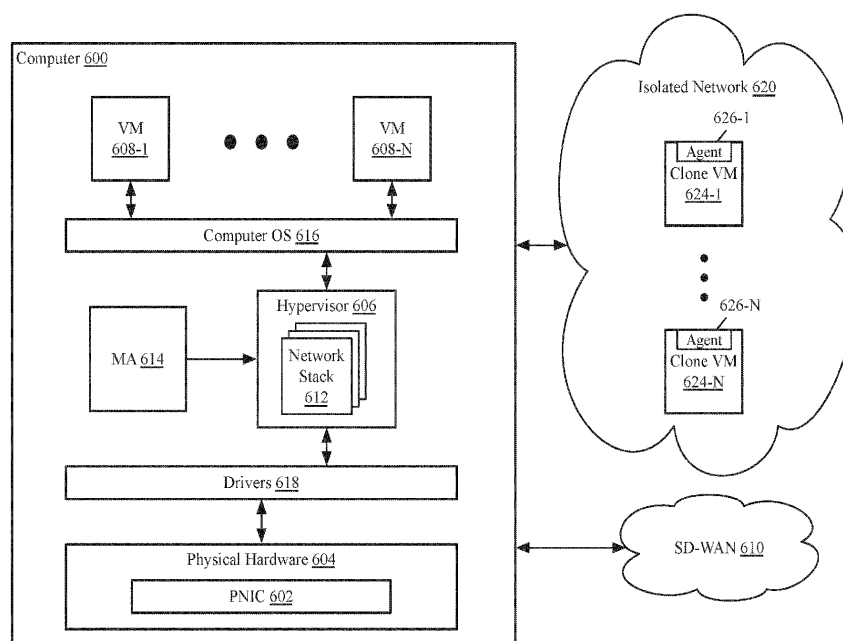 Computer 600
VM
608-1
VM
608-N
Computer OS 616
Hypervisor 606
Network
Stack
612
MA 614
Drivers 618
Physical Hardware 604
PNIC 602
Isolated Network 620
626-1
Agent
Clone VM
624-1
626-N
Agent
Clone VM
624-N
SD-WAN 610